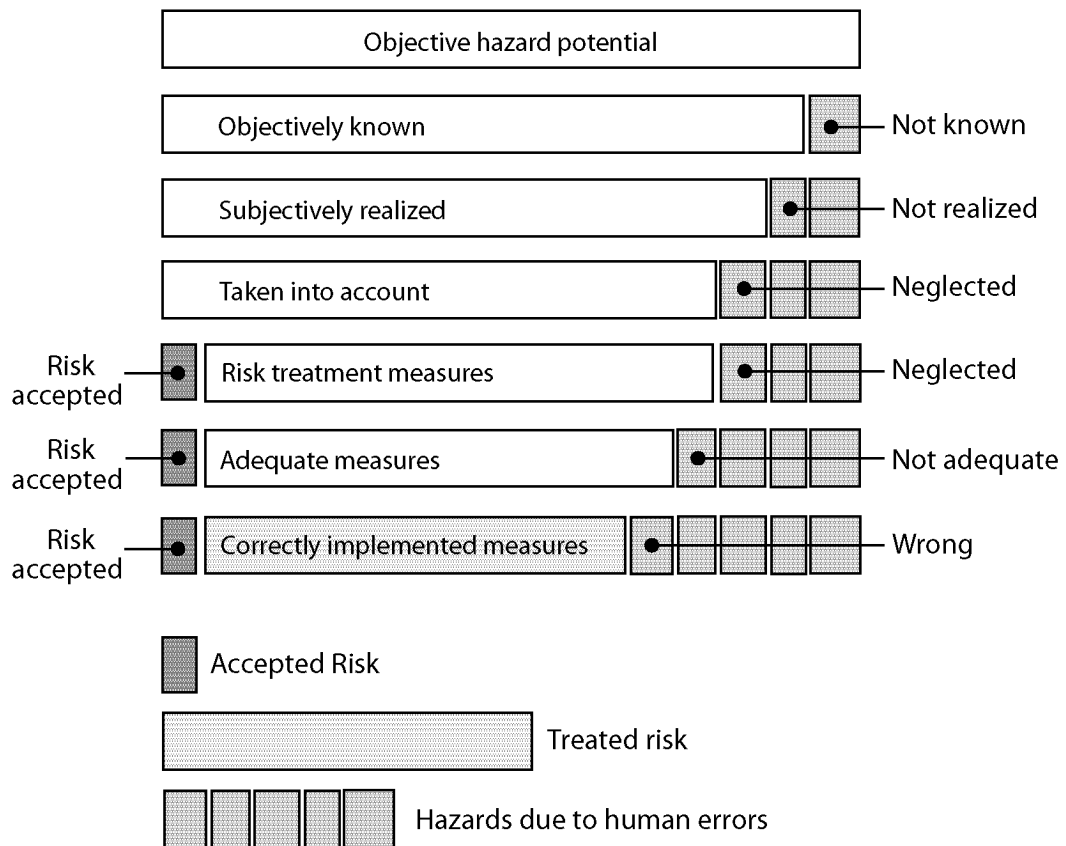 Objective hazard potential
Objectively known
Not known
Subjectively realized
Not realized
Taken into account
Neglected
Risk
accepted
Risk treatment measures
Neglected
Risk
accepted
Adequate measures
Not adequate
Risk
accepted
Correctly implemented measures
Wrong
Accepted Risk
Treated risk
Hazards due to human errors